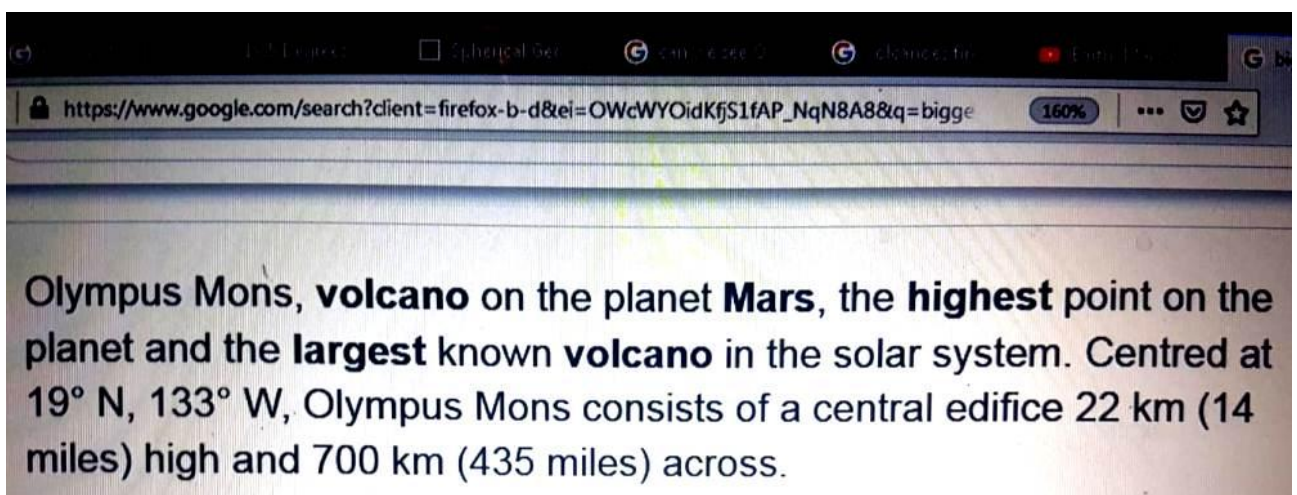 Spherical Geo
https://www.google.com/search?client=firefox-b-d&ei=OWcWYOidKfjS1fAP_NqN8A8&q=bigge 160%
Olympus Mons, volcano on the planet Mars, the highest point on the
planet and the largest known volcano in the solar system. Centred at
19° N, 133° W, Olympus Mons consists of a central edifice 22 km (14
miles) high and 700 km (435 miles) across.